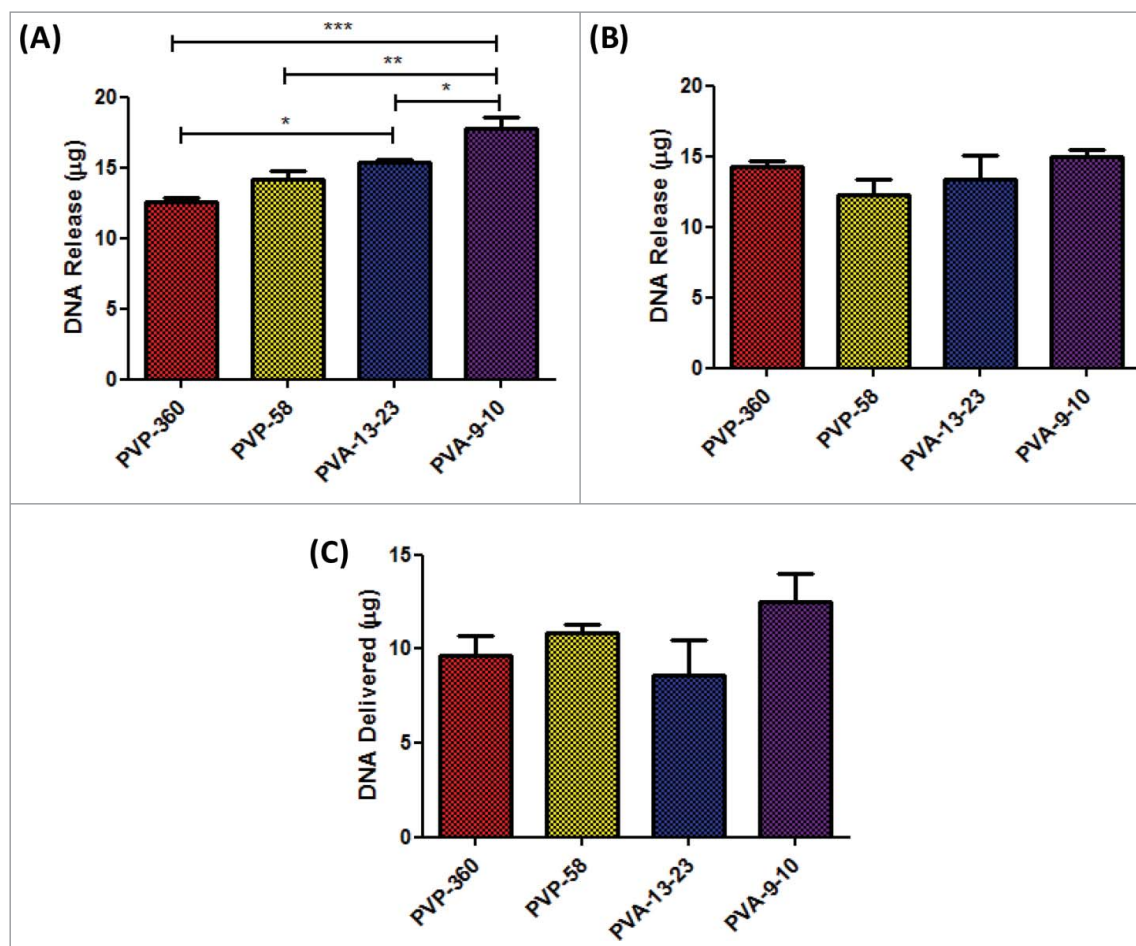 (A)
***
**
*
*
DNA Release (μg)
20
15
10
5
0
PVP-360
PVP-58
PVA-13-23
PVA-9-10
(B)
DNA Release (μg)
20
15
10
5
0
PVP-360
PVP-58
PVA-13-23
PVA-9-10
(C)
DNA Delivered (μg)
15
10
5
0
PVP-360
PVP-58
PVA-13-23
PVA-9-10